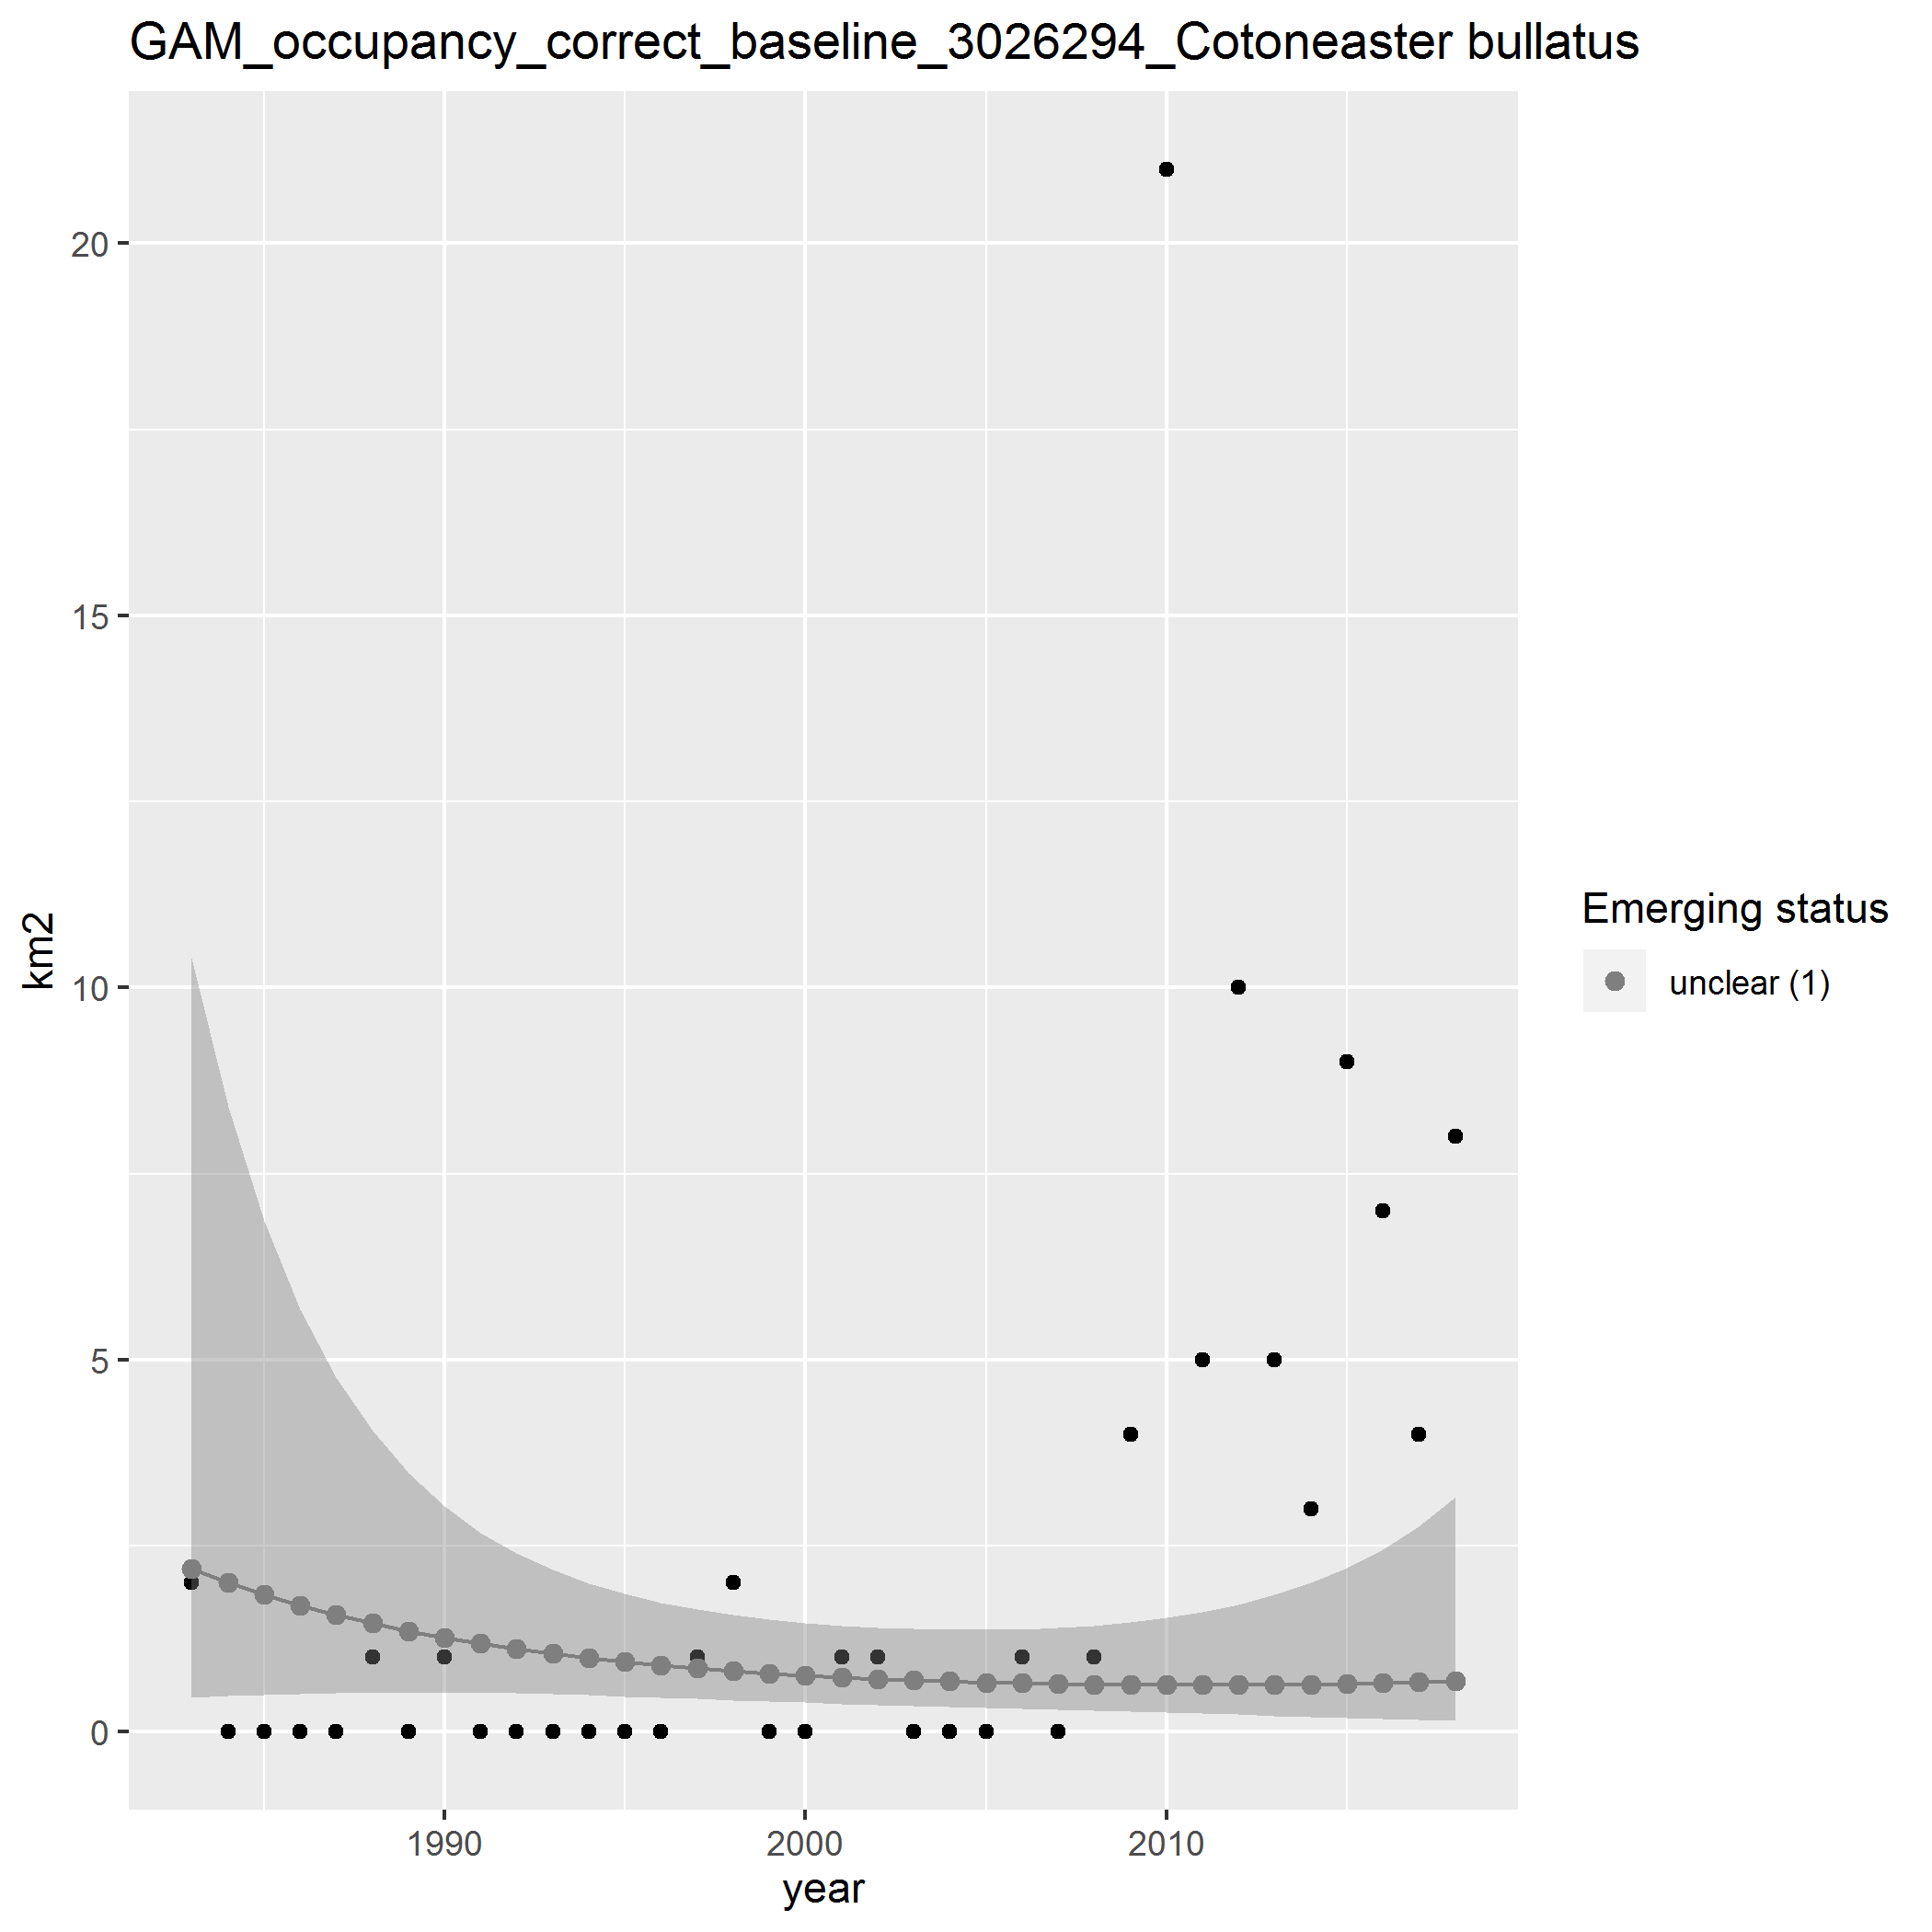 GAM_occupancy_correct_baseline_3026294_Cotoneaster bullatus
20
15
10
5
0
km2
1990
2000
2010
year
Emerging status
unclear (1)